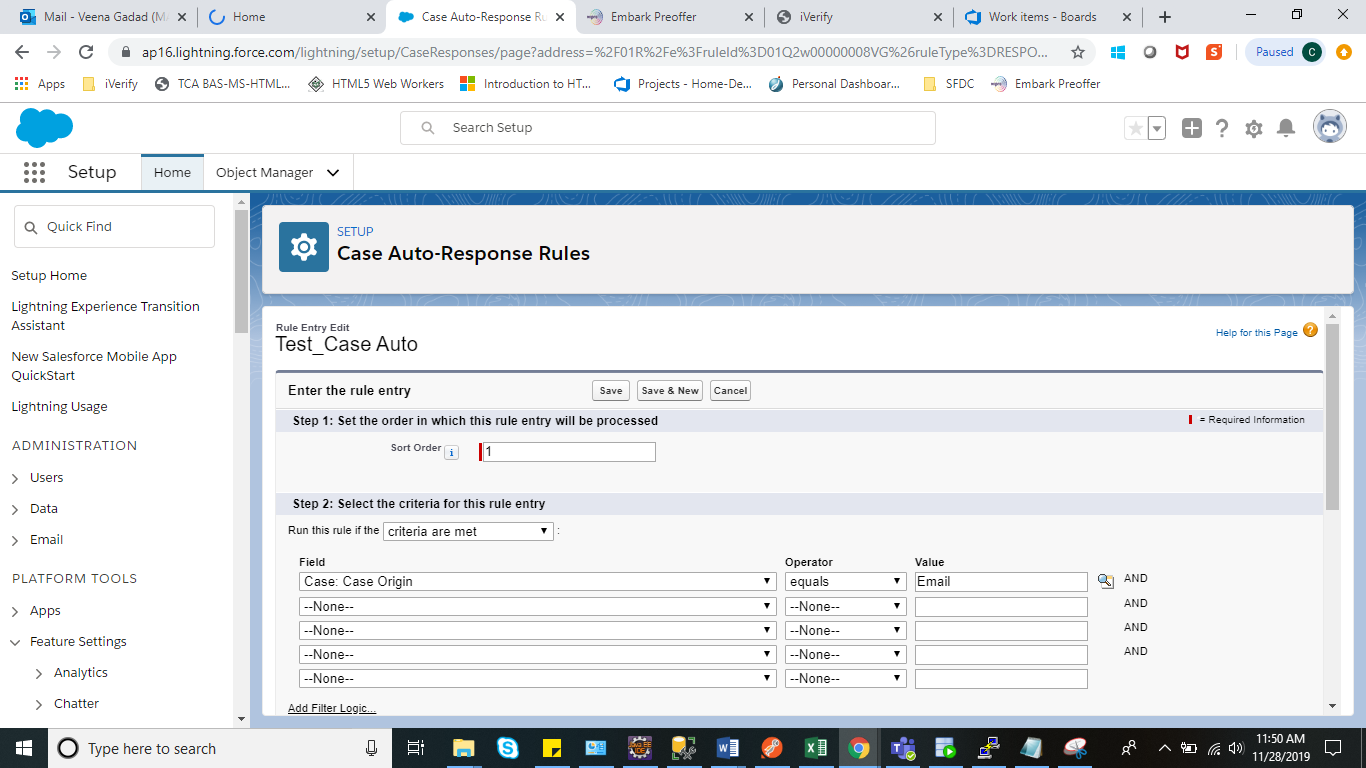 Mail - Veena Gadad (M
Home
Case Auto-Response Ru
Embark Preoffer
iVerify
Work items - Boards
ap16.lightning.force.com/lightning/setup/CaseResponses/page?address=%2F01R%2Fe%3FruleId%3D01Q2w00000008VG%26ruleType%3DRESPO...
Paused
C
Apps
iVerify
TCA BAS-MS-HTML...
HTML5 Web Workers
Introduction to HT...
Projects - Home-De...
Personal Dashboar...
SFDC
Embark Preoffer
Search Setup
Setup
Home
Object Manager
Quick Find
Setup Home
Lightning Experience Transition
Assistant
New Salesforce Mobile App
QuickStart
Lightning Usage
ADMINISTRATION
Users
Data
Email
PLATFORM TOOLS
Apps
Feature Settings
Analytics
Chatter
SETUP
Case Auto-Response Rules
Rule Entry Edit
Test_Case Auto
Help for this Page
Enter the rule entry
Save
Save & New
Cancel
Step 1: Set the order in which this rule entry will be processed
= Required Information
Sort Order
i
1
Step 2: Select the criteria for this rule entry
Run this rule if the criteria are met :
Field Operator Value
Case: Case Origin equals Email AND
--None-- --None-- AND
--None-- --None-- AND
--None-- --None-- AND
--None-- --None--
Add Filter Logic...
Type here to search
11:50 AM
11/28/2019